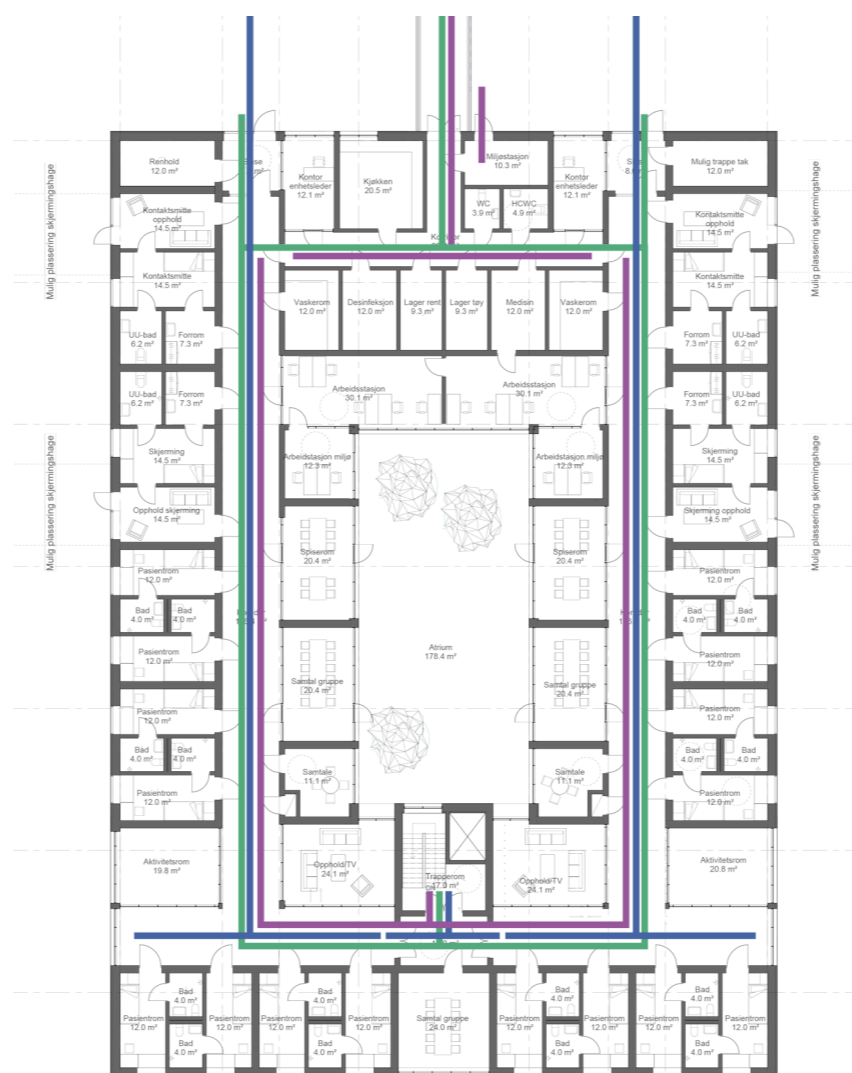 Renhold
12.0 m²
Kontor
enhetsleder
12.1 m²
Kjøkken
20.5 m²
Miljøstasjon
10.3 m²
Kontor
enhetsleder
12.1 m²
Mulig trappe tak
12.0 m²
WC
3.9 m²
HCWC
4.9 m²
Mulig plassering skjermingshage
Kontaktsmitte
opphold
14.5 m²
Kontaktsmitte
opphold
14.5 m²
Mulig plassering skjermingshage
Kontaktsmitte
14.5 m²
Kontaktsmitte
14.5 m²
Vaskerom
12.0 m²
Desinfeksjon
12.0 m²
Lager rent
9.3 m²
Lager tøy
9.3 m²
Medisin
12.0 m²
Vaskerom
12.0 m²
UU-bad
6.2 m²
Forrom
7.3 m²
Forrom
7.3 m²
UU-bad
6.2 m²
UU-bad
6.2 m²
Forrom
7.3 m²
Arbeidsstasjon
30.1 m²
Arbeidsstasjon
30.1 m²
Forrom
7.3 m²
UU-bad
6.2 m²
Skjerming
14.5 m²
Arbeidstasjon miljø
12.3 m²
Arbeidstasjon miljø
12.3 m²
Skjerming
14.5 m²
Mulig plassering skjermingshage
Opphold skjerming
14.5 m²
Skjerming opphold
14.5 m²
Mulig plassering skjermingshage
Pasientrom
12.0 m²
Spiserom
20.4 m²
Spiserom
20.4 m²
Pasientrom
12.0 m²
Bad
4.0 m²
Bad
4.0 m²
Bad
4.0 m²
Bad
4.0 m²
Pasientrom
12.0 m²
Atrium
178.4 m²
Pasientrom
12.0 m²
Samtal gruppe
20.4 m²
Samtal gruppe
20.4 m²
Pasientrom
12.0 m²
Pasientrom
12.0 m²
Bad
4.0 m²
Bad
4.0 m²
Bad
4.0 m²
Bad
4.0 m²
Pasientrom
12.0 m²
Samtale
11.1 m²
Samtale
11.1 m²
Pasientrom
12.0 m²
Aktivitetsrom
19.8 m²
Opphold/TV
24.1 m²
Trapperom
17.0 m²
Opphold/TV
24.1 m²
Aktivitetsrom
20.8 m²
Bad
4.0 m²
Bad
4.0 m²
Bad
4.0 m²
Bad
4.0 m²
Pasientrom
12.0 m²
Pasientrom
12.0 m²
Pasientrom
12.0 m²
Pasientrom
12.0 m²
Samtal gruppe
24.0 m²
Pasientrom
12.0 m²
Pasientrom
12.0 m²
Pasientrom
12.0 m²
Pasientrom
12.0 m²
Bad
4.0 m²
Bad
4.0 m²
Bad
4.0 m²
Bad
4.0 m²